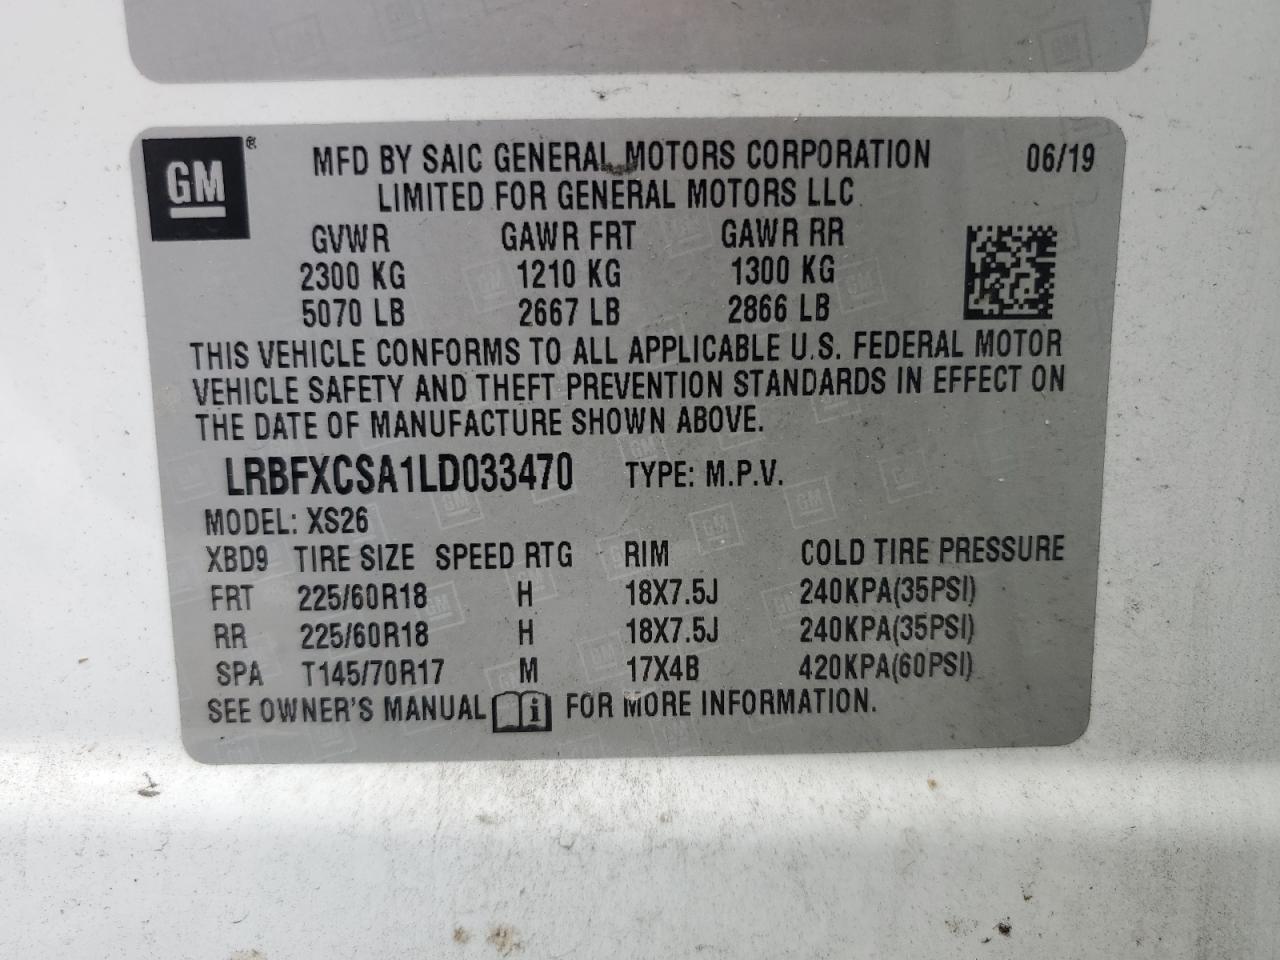 GM ®
MFD BY SAIC GENERAL MOTORS CORPORATION 06/19
LIMITED FOR GENERAL MOTORS LLC
GVWR GAWR FRT GAWR RR
2300 KG 1210 KG 1300 KG
5070 LB 2667 LB 2866 LB
THIS VEHICLE CONFORMS TO ALL APPLICABLE U.S. FEDERAL MOTOR
VEHICLE SAFETY AND THEFT PREVENTION STANDARDS IN EFFECT ON
THE DATE OF MANUFACTURE SHOWN ABOVE.
LRBFXCSA1LD033470 TYPE: M.P.V.
MODEL: XS26
XBD9 TIRE SIZE SPEED RTG RIM COLD TIRE PRESSURE
FRT 225/60R18 H 18X7.5J 240KPA(35PSI)
RR 225/60R18 H 18X7.5J 240KPA(35PSI)
SPA T145/70R17 M 17X4B 420KPA(60PSI)
SEE OWNER'S MANUAL i FOR MORE INFORMATION.